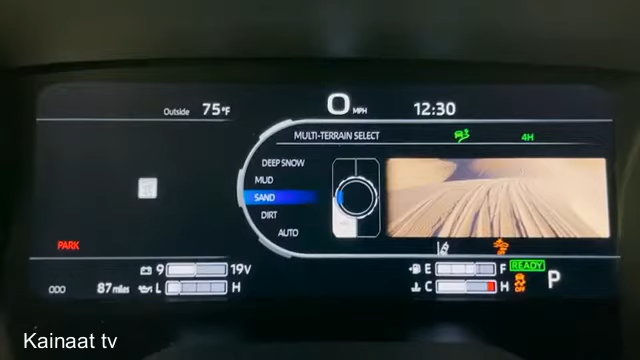 Outside 75°F 0 MPH 12:30
MULTI-TERRAIN SELECT 4H
DEEP SNOW
MUD
SAND
DIRT
AUTO
PARK
9 19V E F READY
ODO 87 miles L H C H OFF P
Kainaat tv